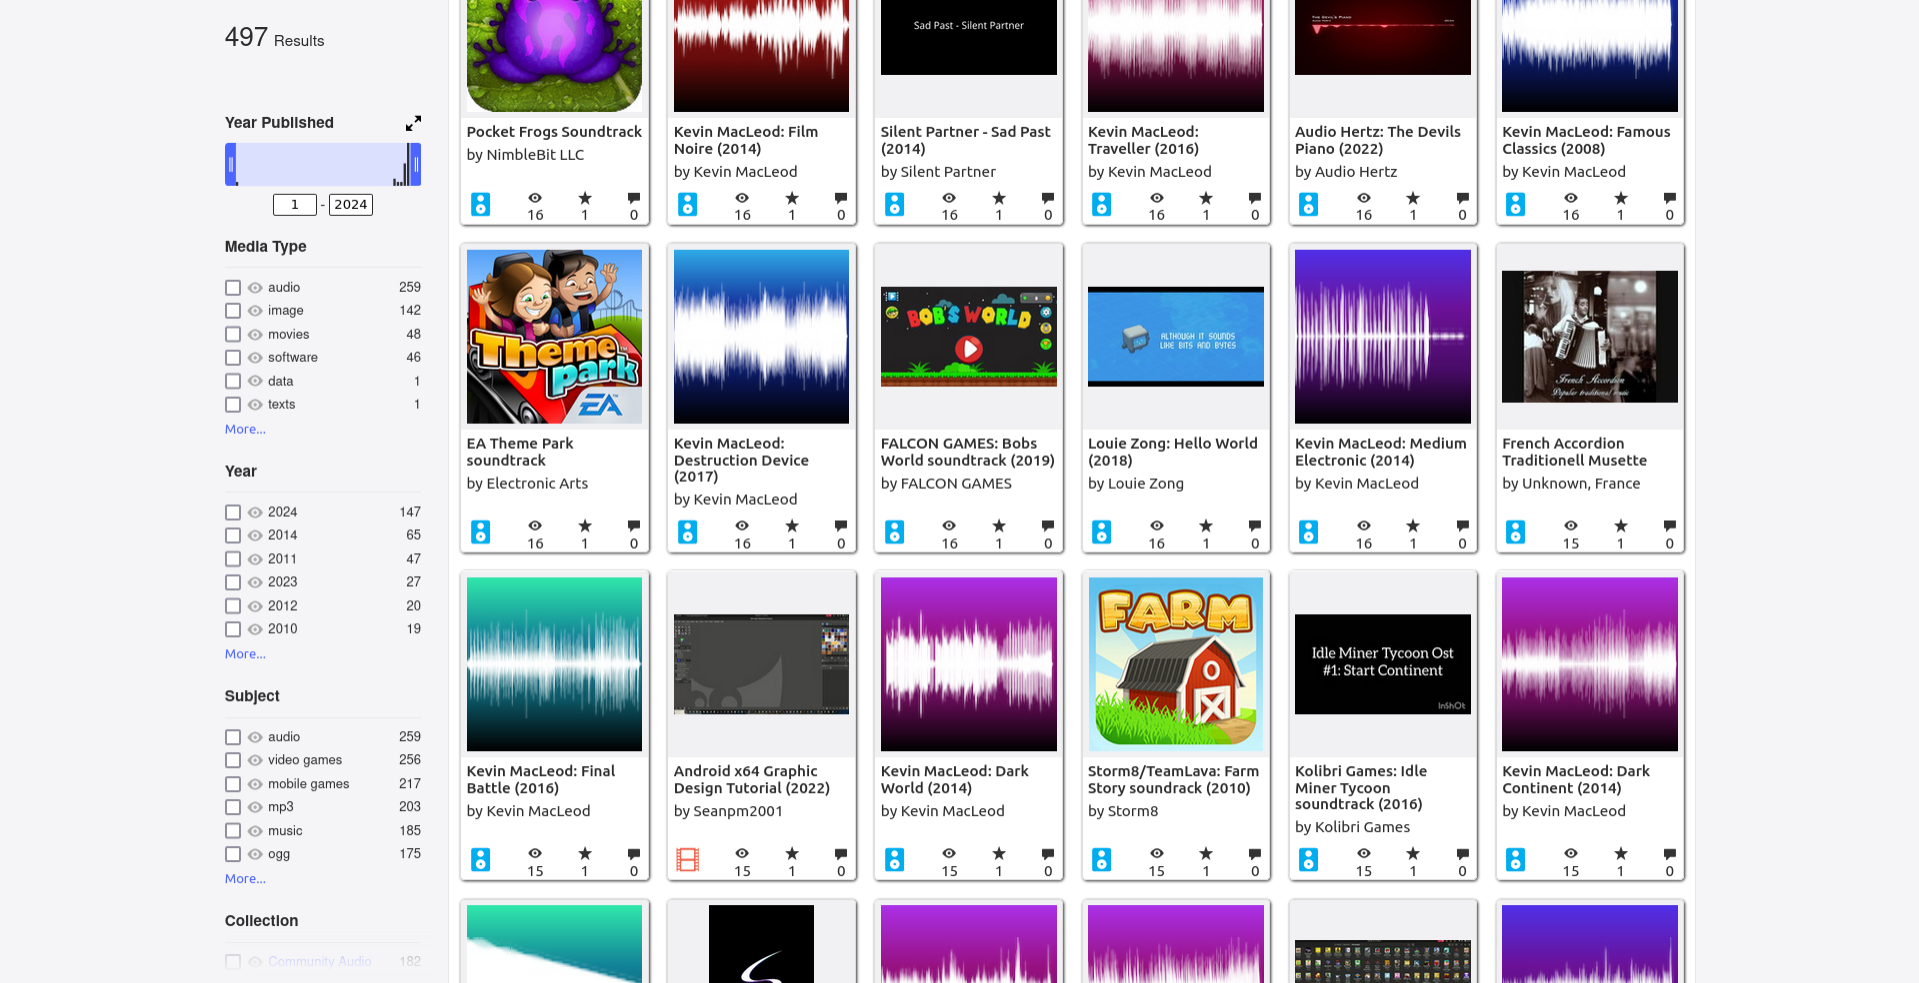 497 Results
Year Published
1 - 2024
Media Type
audio 259
image 142
movies 48
software 46
data 1
texts 1
More...
Year
2024 147
2014 65
2011 47
2023 27
2012 20
2010 19
More...
Subject
audio 259
video games 256
mobile games 217
mp3 203
music 185
ogg 175
More...
Collection
Community Audio 182
Pocket Frogs Soundtrack
by NimbleBit LLC
16 1 0
Kevin MacLeod: Film
Noire (2014)
by Kevin MacLeod
16 1 0
Sad Past - Silent Partner
Silent Partner - Sad Past
(2014)
by Silent Partner
16 1 0
Kevin MacLeod:
Traveller (2016)
by Kevin MacLeod
16 1 0
THE DEVIL'S PIANO
Audio Hertz: The Devils
Piano (2022)
by Audio Hertz
16 1 0
Kevin MacLeod: Famous
Classics (2008)
by Kevin MacLeod
16 1 0
Theme
park
EA
EA Theme Park
soundtrack
by Electronic Arts
16 1 0
Kevin MacLeod:
Destruction Device
(2017)
by Kevin MacLeod
16 1 0
BOB'S WORLD
FALCON GAMES: Bobs
World soundtrack (2019)
by FALCON GAMES
16 1 0
ALTHOUGH IT SOUNDS
LIKE BITS AND BYTES
Louie Zong: Hello World
(2018)
by Louie Zong
16 1 0
Kevin MacLeod: Medium
Electronic (2014)
by Kevin MacLeod
16 1 0
French Accordion
Popular traditional music
French Accordion
Traditionell Musette
by Unknown, France
15 1 0
Kevin MacLeod: Final
Battle (2016)
by Kevin MacLeod
15 1 0
Android x64 Graphic
Design Tutorial (2022)
by Seanpm2001
15 1 0
Kevin MacLeod: Dark
World (2014)
by Kevin MacLeod
15 1 0
FARM
Storm8/TeamLava: Farm
Story soundtrack (2010)
by Storm8
15 1 0
Idle Miner Tycoon Ost
#1: Start Continent
InShOt
Kolibri Games: Idle
Miner Tycoon
soundtrack (2016)
by Kolibri Games
15 1 0
Kevin MacLeod: Dark
Continent (2014)
by Kevin MacLeod
15 1 0